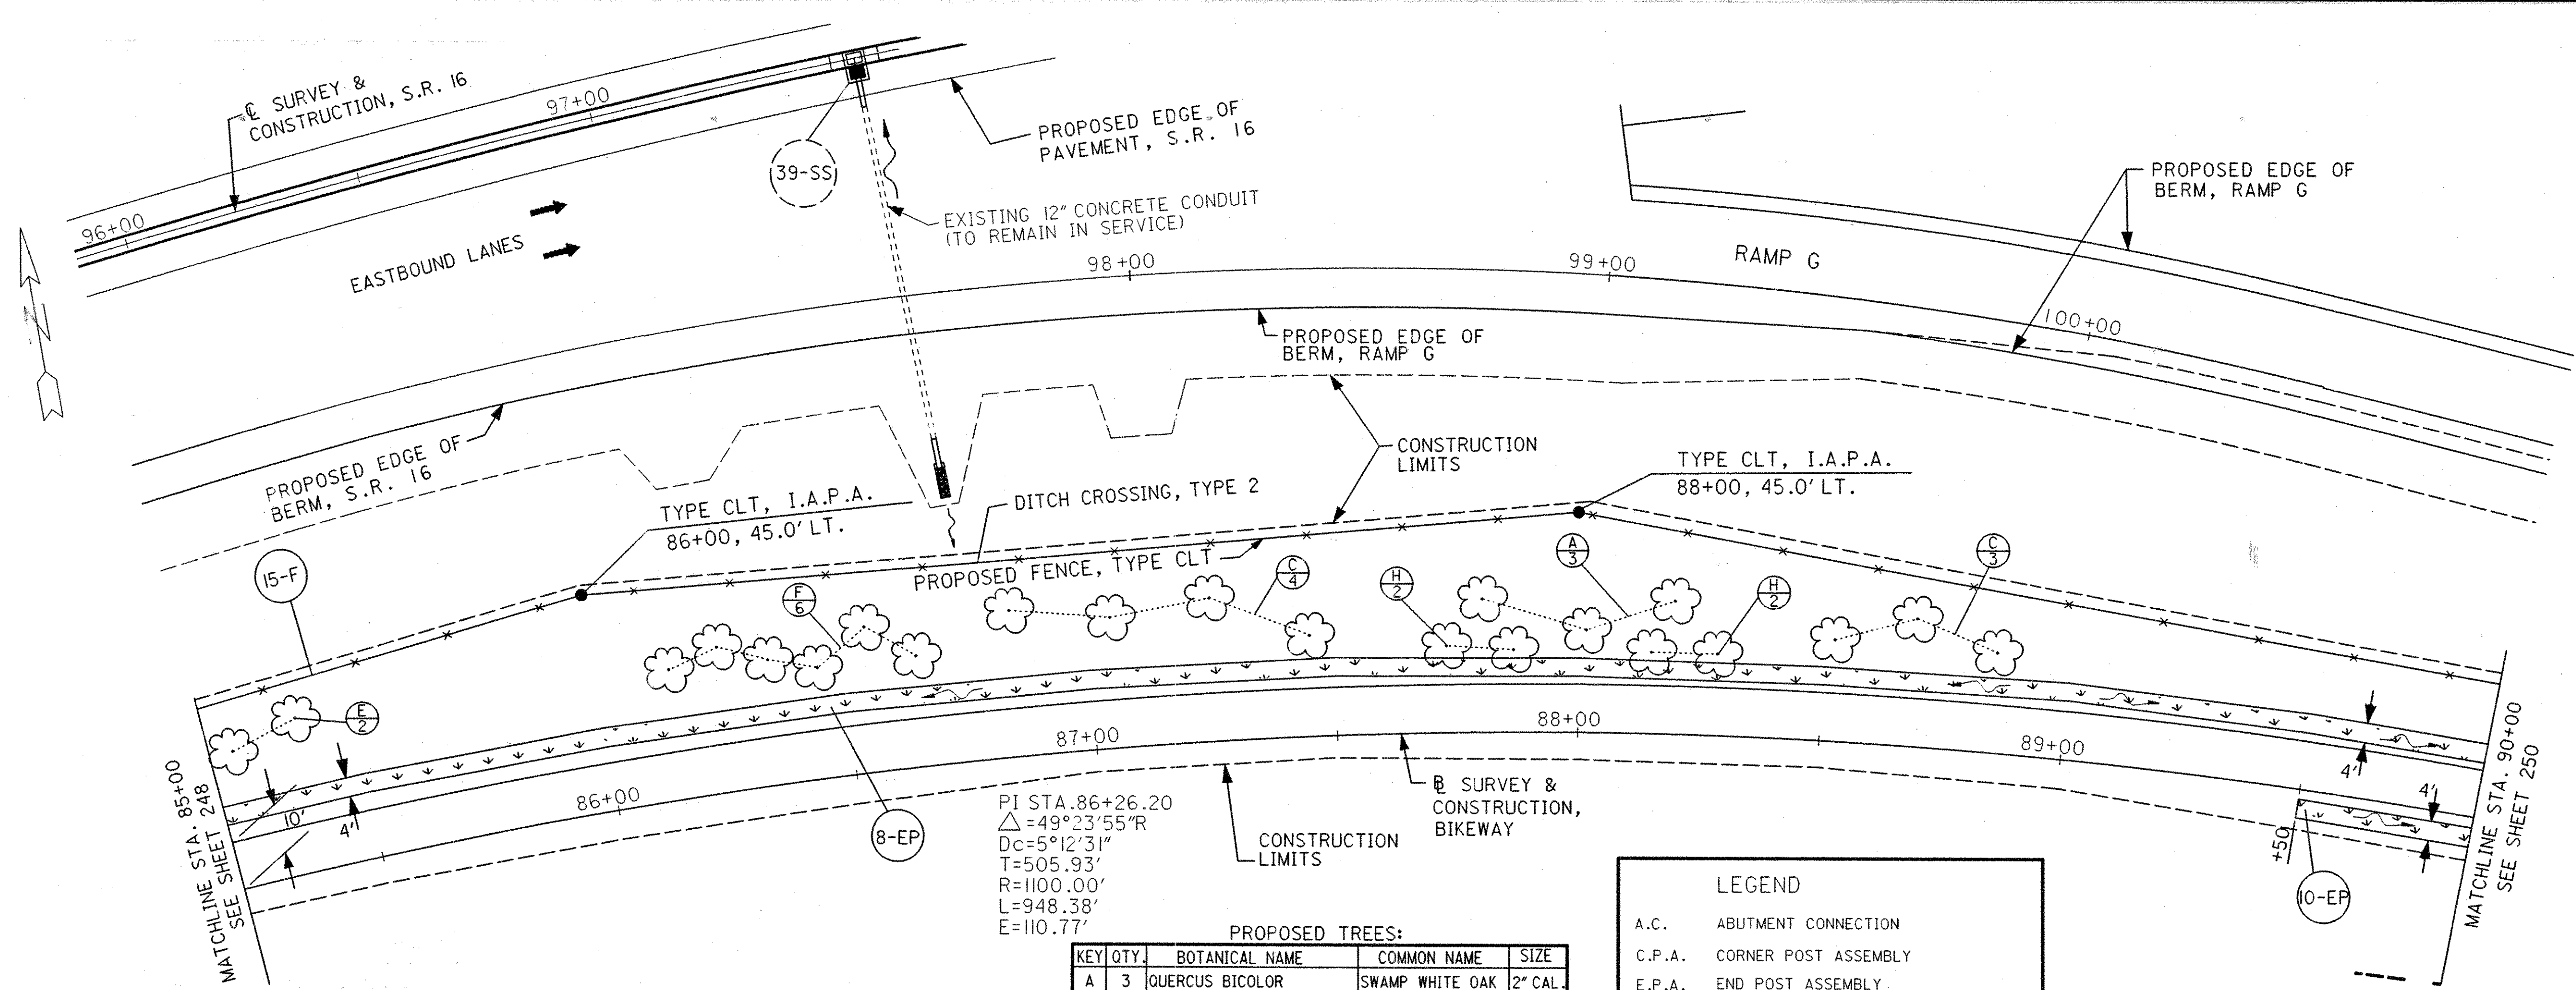 ℄ SURVEY &
CONSTRUCTION, S.R. 16
97+00
96+00
EASTBOUND LANES
39-SS
PROPOSED EDGE OF
PAVEMENT, S.R. 16
EXISTING 12" CONCRETE CONDUIT
(TO REMAIN IN SERVICE)
98+00
99+00
RAMP G
PROPOSED EDGE OF
BERM, RAMP G
100+00
PROPOSED EDGE OF
BERM, RAMP G
N
PROPOSED EDGE OF
BERM, S.R. 16
CONSTRUCTION
LIMITS
TYPE CLT, I.A.P.A.
88+00, 45.0' LT.
TYPE CLT, I.A.P.A.
86+00, 45.0' LT.
DITCH CROSSING, TYPE 2
PROPOSED FENCE, TYPE CLT
15-F
F
6
C
4
H
2
A
3
H
2
C
3
E
2
10'
4'
86+00
87+00
88+00
89+00
4'
4'
+50
8-EP
10-EP
MATCHLINE STA. 85+00
SEE SHEET 248
MATCHLINE STA. 90+00
SEE SHEET 250
PI STA.86+26.20
△=49°23'55"R
Dc=5°12'31"
T=505.93'
R=1100.00'
L=948.38'
E=110.77'
CONSTRUCTION
LIMITS
BL SURVEY &
CONSTRUCTION,
BIKEWAY
PROPOSED TREES:
KEY QTY. BOTANICAL NAME COMMON NAME SIZE
A 3 QUERCUS BICOLOR SWAMP WHITE OAK 2" CAL.
LEGEND
A.C. ABUTMENT CONNECTION
C.P.A. CORNER POST ASSEMBLY
E.P.A. END POST ASSEMBLY